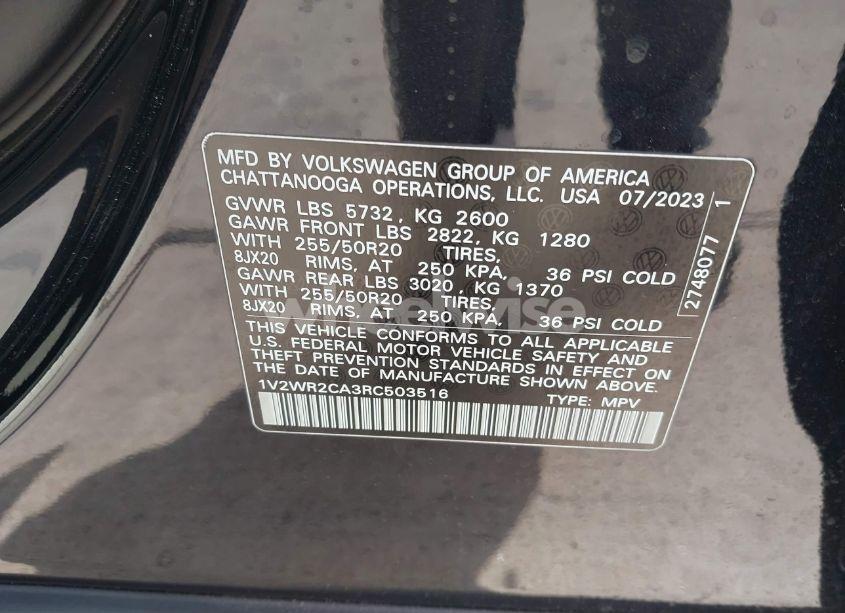 MFD BY VOLKSWAGEN GROUP OF AMERICA
CHATTANOOGA OPERATIONS, LLC. USA 07/2023
GVWR LBS 5732, KG 2600
GAWR FRONT LBS 2822, KG 1280
WITH 255/50R20 TIRES,
8JX20 RIMS, AT 250 KPA, 36 PSI COLD
GAWR REAR LBS 3020, KG 1370
WITH 255/50R20 TIRES,
8JX20 RIMS, AT 250 KPA, 36 PSI COLD
THIS VEHICLE CONFORMS TO ALL APPLICABLE
U.S. FEDERAL MOTOR VEHICLE SAFETY AND
THEFT PREVENTION STANDARDS IN EFFECT ON
THE DATE OF MANUFACTURE SHOWN ABOVE.
1V2WR2CA3RC503516 TYPE: MPV
2748077 1
wheelwise